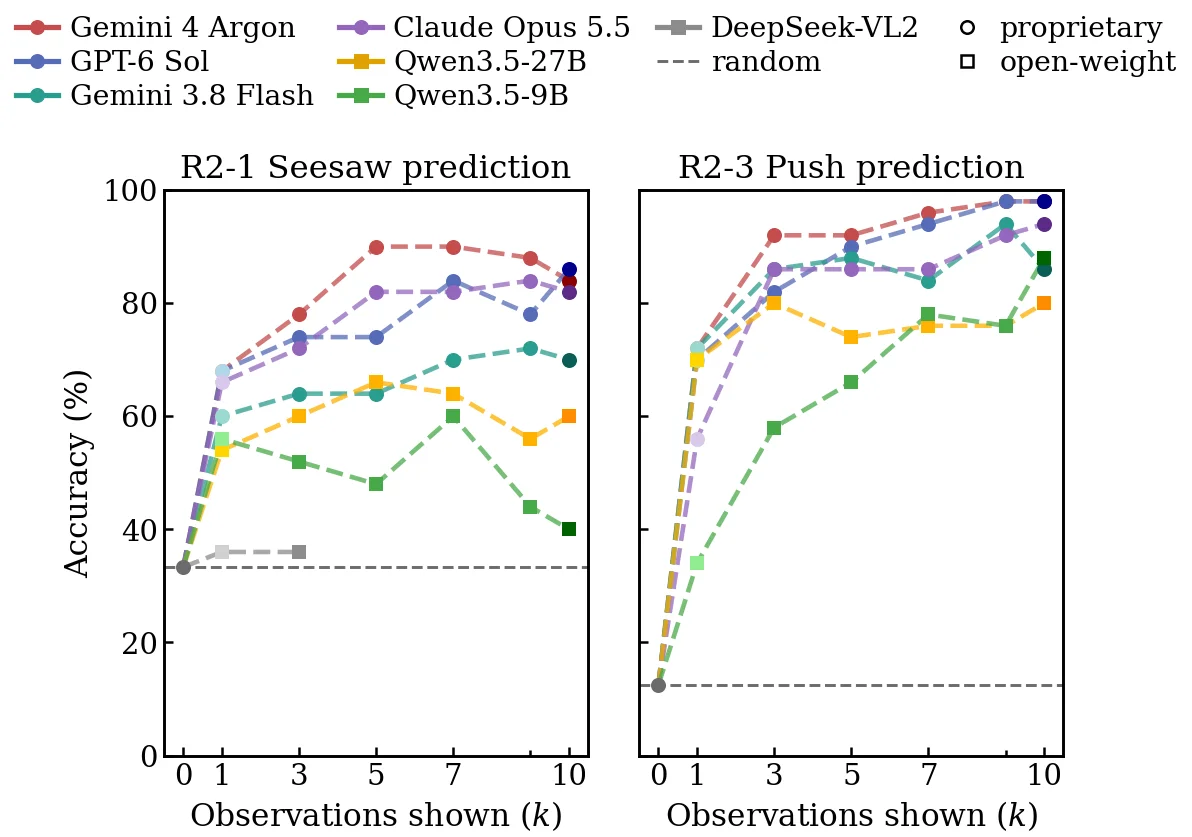 Gemini 4 Argon Claude Opus 5.5 DeepSeek-VL2 proprietary
GPT-6 Sol Qwen3.5-27B random open-weight
Gemini 3.8 Flash Qwen3.5-9B
R2-1 Seesaw prediction R2-3 Push prediction
100
80
60
40
20
0
Accuracy (%)
0 1 3 5 7 10 0 1 3 5 7 10
Observations shown (k) Observations shown (k)